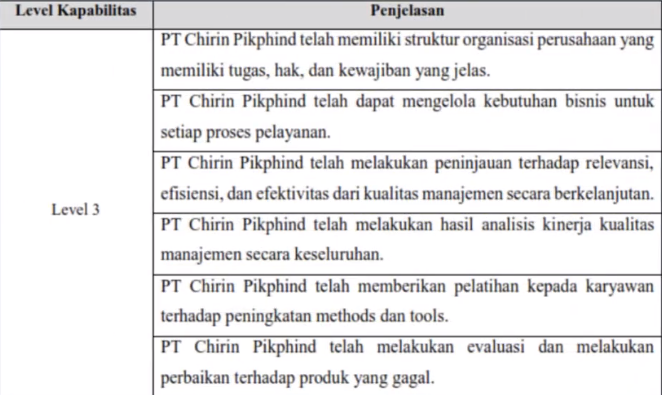 Level Kapabilitas Penjelasan
PT Chirin Pikphind telah memiliki struktur organisasi perusahaan yang
memiliki tugas, hak, dan kewajiban yang jelas.
PT Chirin Pikphind telah dapat mengelola kebutuhan bisnis untuk
setiap proses pelayanan.
PT Chirin Pikphind telah melakukan peninjauan terhadap relevansi,
efisiensi, dan efektivitas dari kualitas manajemen secara berkelanjutan.
Level 3
PT Chirin Pikphind telah melakukan hasil analisis kinerja kualitas
manajemen secara keseluruhan.
PT Chirin Pikphind telah memberikan pelatihan kepada karyawan
terhadap peningkatan methods dan tools.
PT Chirin Pikphind telah melakukan evaluasi dan melakukan
perbaikan terhadap produk yang gagal.